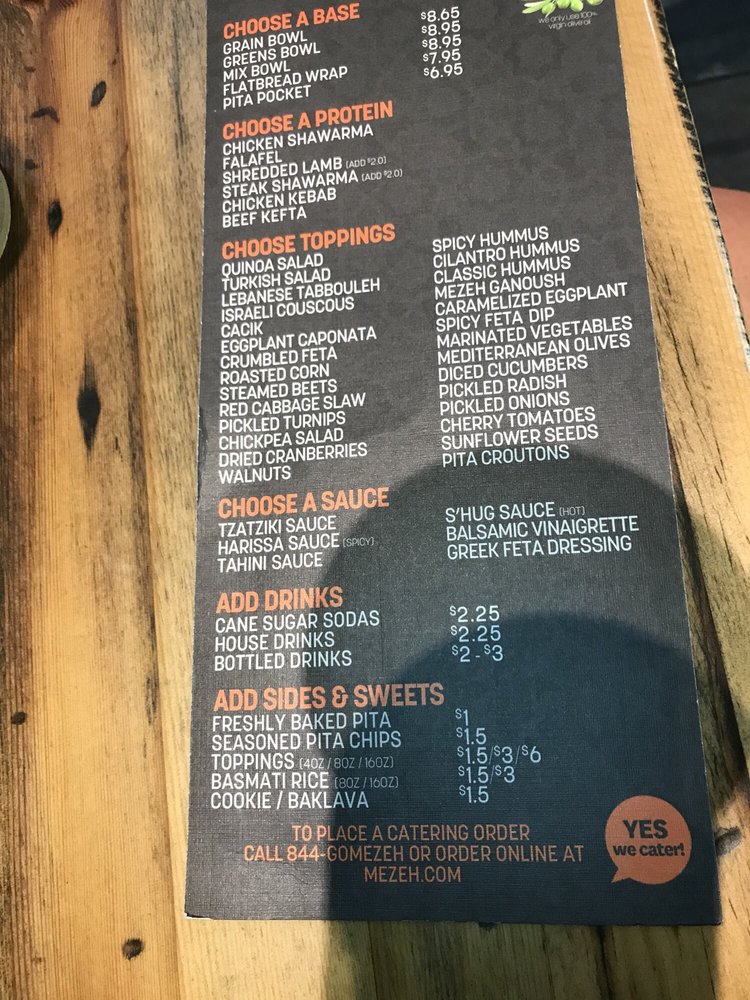 we only use 100%
virgin olive oil
CHOOSE A BASE
GRAIN BOWL $8.65
GREENS BOWL $8.95
MIX BOWL $8.95
FLATBREAD WRAP $7.95
PITA POCKET $6.95
CHOOSE A PROTEIN
CHICKEN SHAWARMA
FALAFEL
SHREDDED LAMB (ADD $2.0)
STEAK SHAWARMA (ADD $2.0)
CHICKEN KEBAB
BEEF KEFTA
CHOOSE TOPPINGS
QUINOA SALAD
TURKISH SALAD
LEBANESE TABBOULEH
ISRAELI COUSCOUS
CACIK
EGGPLANT CAPONATA
CRUMBLED FETA
ROASTED CORN
STEAMED BEETS
RED CABBAGE SLAW
PICKLED TURNIPS
CHICKPEA SALAD
DRIED CRANBERRIES
WALNUTS
SPICY HUMMUS
CILANTRO HUMMUS
CLASSIC HUMMUS
MEZEH GANOUSH
CARAMELIZED EGGPLANT
SPICY FETA DIP
MARINATED VEGETABLES
MEDITERRANEAN OLIVES
DICED CUCUMBERS
PICKLED RADISH
PICKLED ONIONS
CHERRY TOMATOES
SUNFLOWER SEEDS
PITA CROUTONS
CHOOSE A SAUCE
TZATZIKI SAUCE
HARISSA SAUCE (SPICY)
TAHINI SAUCE
S'HUG SAUCE (HOT)
BALSAMIC VINAIGRETTE
GREEK FETA DRESSING
ADD DRINKS
CANE SUGAR SODAS $2.25
HOUSE DRINKS $2.25
BOTTLED DRINKS $2 - $3
ADD SIDES & SWEETS
FRESHLY BAKED PITA $1
SEASONED PITA CHIPS $1.5
TOPPINGS (4OZ / 8OZ / 16OZ) $1.5/$3/$6
BASMATI RICE (8OZ / 16OZ) $1.5/$3
COOKIE / BAKLAVA $1.5
TO PLACE A CATERING ORDER
CALL 844-GOMEZEH OR ORDER ONLINE AT
MEZEH.COM
YES
we cater!